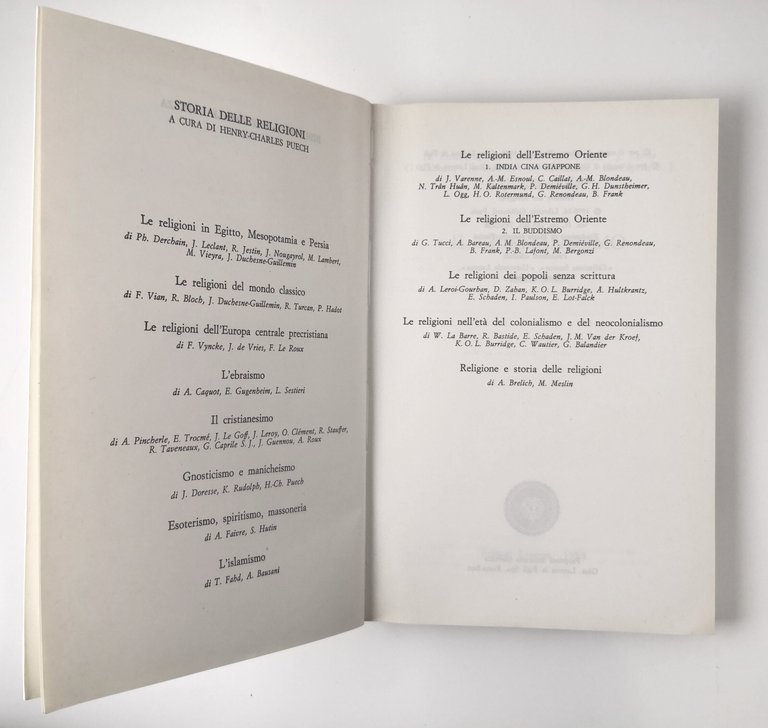 STORIA DELLE RELIGIONI
A CURA DI HENRY-CHARLES PUECH
Le religioni in Egitto, Mesopotamia e Persia
di Ph. Derchain, J. Leclant, R. Jestin, J. Nougayrol, M. Lambert,
M. Vieyra, J. Duchesne-Guillemin
Le religioni del mondo classico
di F. Vian, R. Bloch, J. Duchesne-Guillemin, R. Turcan, P. Hadot
Le religioni dell'Europa centrale precristiana
di F. Vyncke, J. de Vries, F. Le Roux
L'ebraismo
di A. Caquot, E. Gugenheim, L. Sestieri
Il cristianesimo
di A. Pincherle, E. Trocmé, J. Le Goff, J. Leroy, O. Clément, R. Stauffer,
R. Taveneaux, G. Caprile S. J., J. Guennou, A. Roux
Gnosticismo e manicheismo
di J. Doresse, K. Rudolph, H.-Ch. Puech
Esoterismo, spiritismo, massoneria
di A. Faivre, S. Hutin
L'islamismo
di T. Fahd, A. Bausani
Le religioni dell'Estremo Oriente
1. INDIA CINA GIAPPONE
di J. Varenne, A.-M. Esnoul, C. Caillat, A.-M. Blondeau,
N. Trân Huân, M. Kaltenmark, P. Demiéville, G. H. Dunstheimer,
L. Ogg, H. O. Rotermund, G. Renondeau, B. Frank
Le religioni dell'Estremo Oriente
2. IL BUDDISMO
di G. Tucci, A. Bareau, A. M. Blondeau, P. Demiéville, G. Renondeau,
B. Frank, P.-B. Lafont, M. Bergonzi
Le religioni dei popoli senza scrittura
di A. Leroi-Gourhan, D. Zahan, K. O. L. Burridge, A. Hultkrantz,
E. Schaden, I. Paulson, E. Lot-Falck
Le religioni nell'età del colonialismo e del neocolonialismo
di W. La Barre, R. Bastide, E. Schaden, J. M. Van der Kroef,
K. O. L. Burridge, C. Wautier, G. Balandier
Religione e storia delle religioni
di A. Brelich, M. Meslin